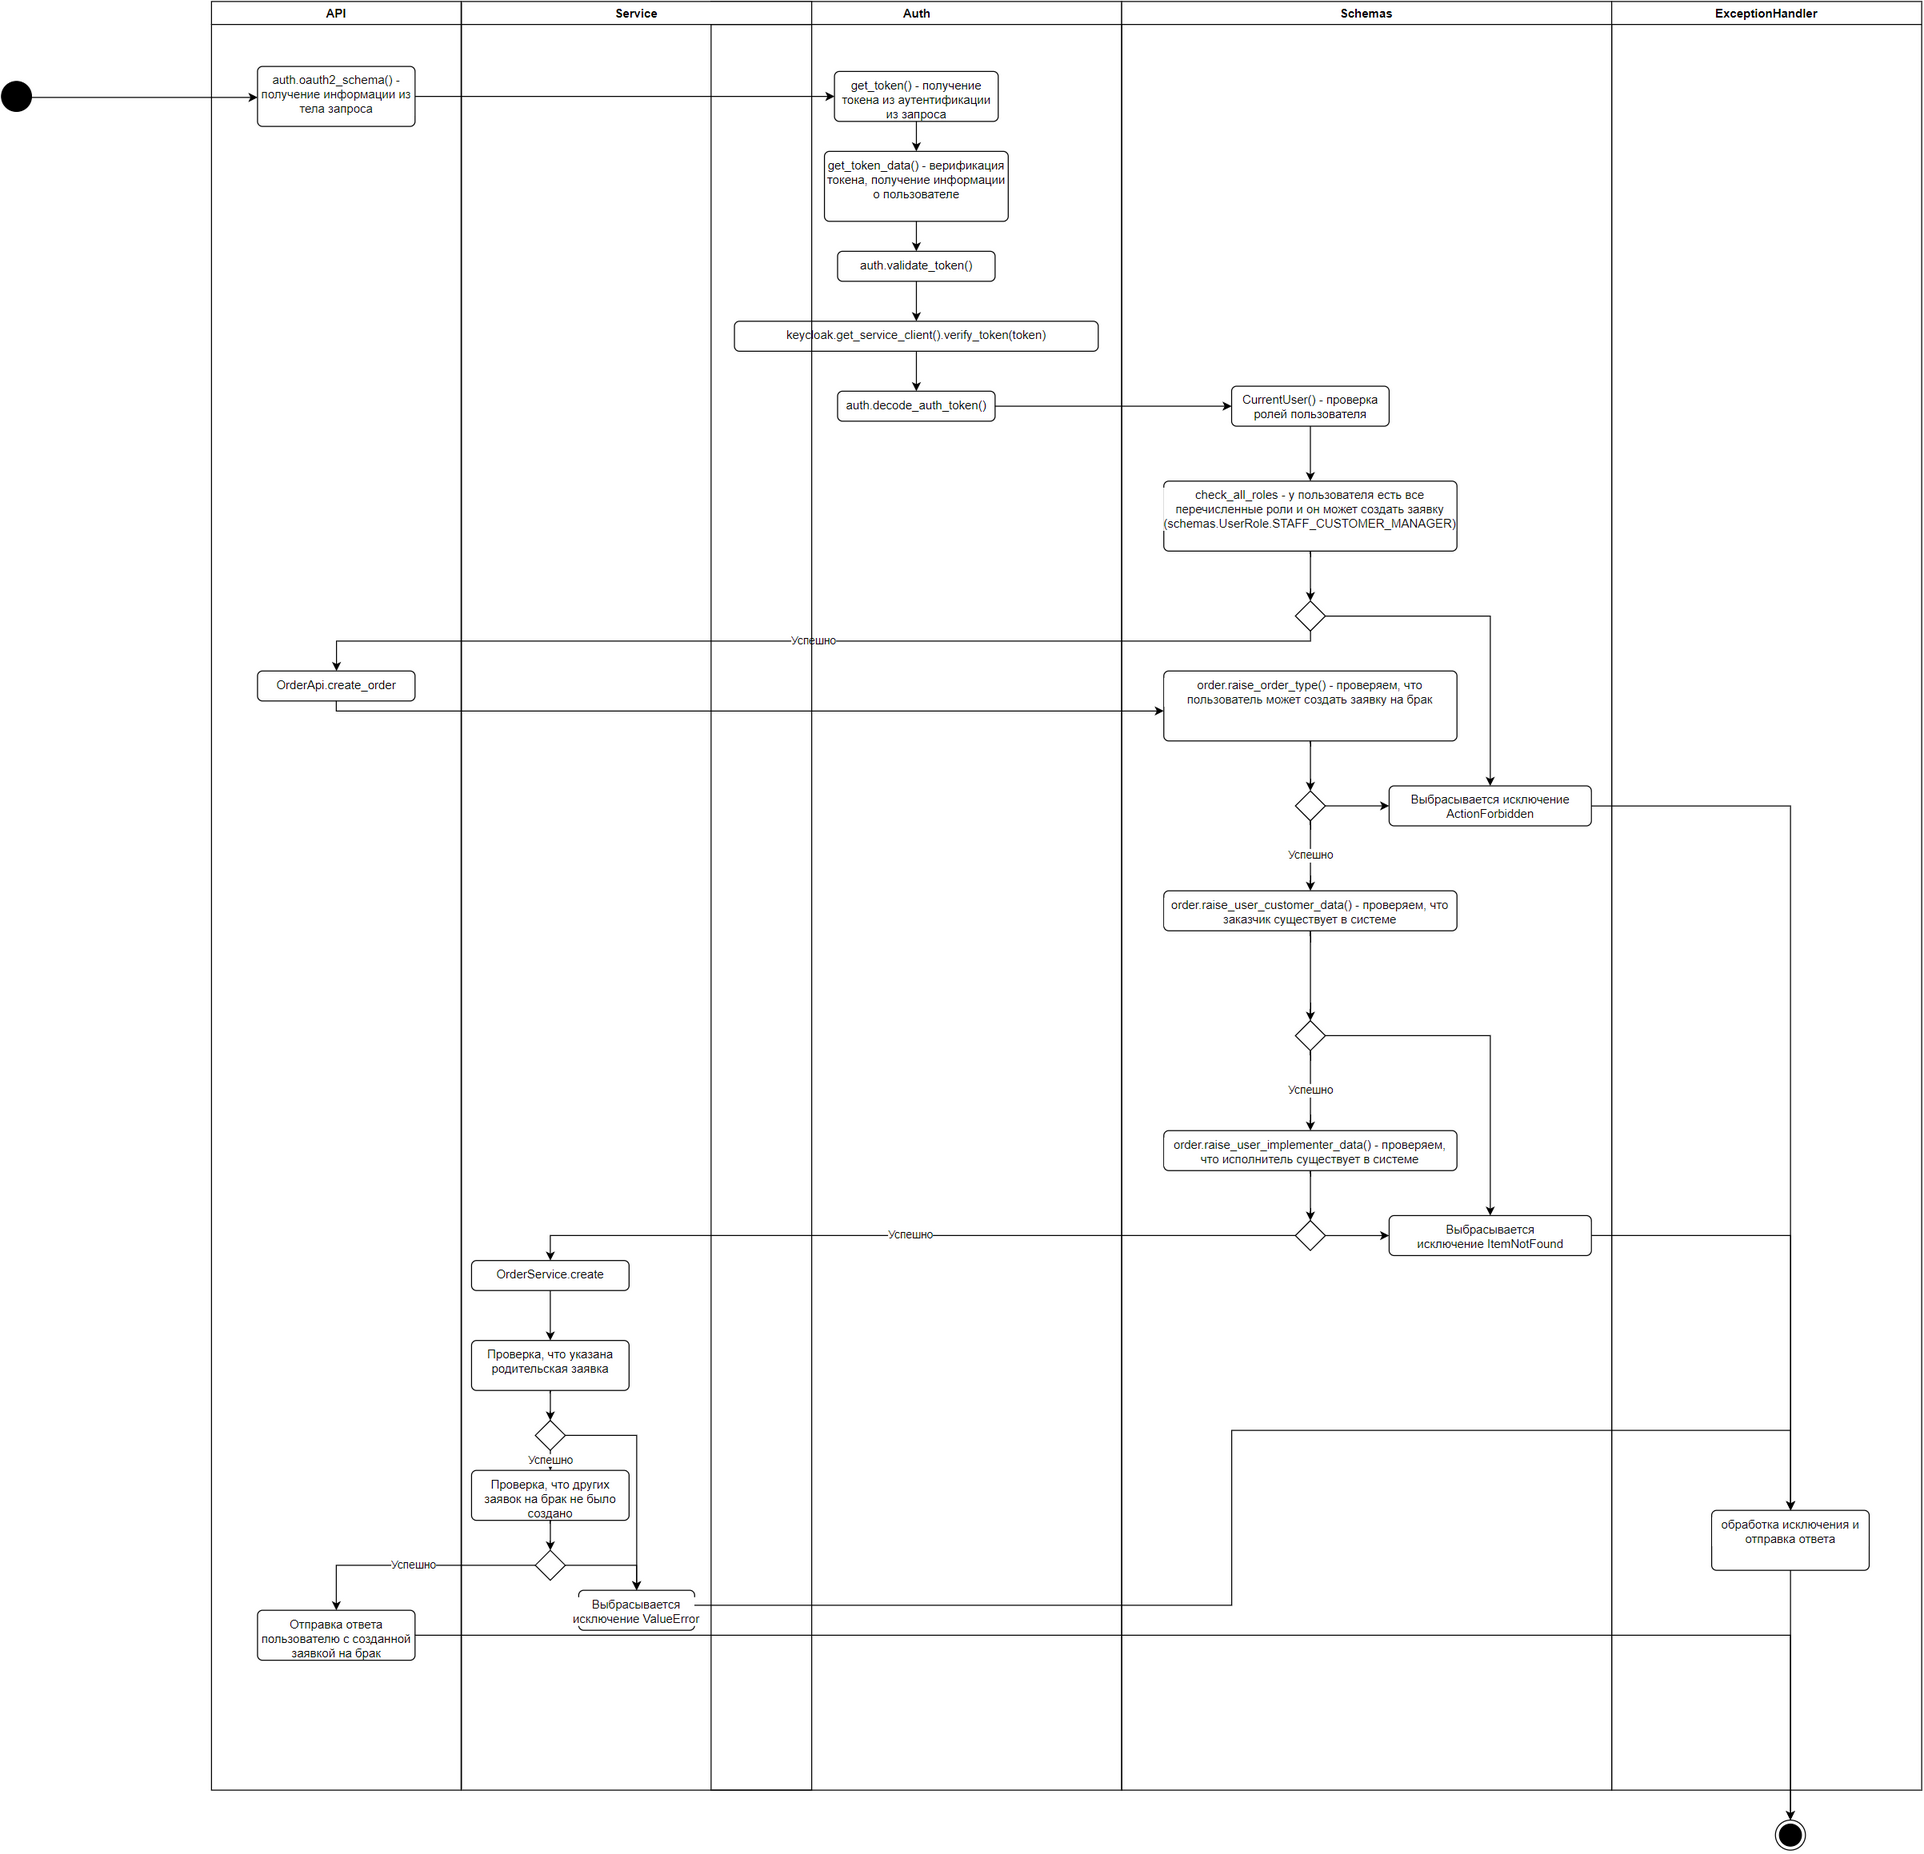 API
Service
Auth
Schemas
ExceptionHandler
auth.oauth2_schema() -
получение информации из
тела запроса
get_token() - получение
токена из аутентификации
из запроса
get_token_data() - верификация
токена, получение информации
о пользователе
auth.validate_token()
keycloak.get_service_client().verify_token(token)
auth.decode_auth_token()
CurrentUser() - проверка
ролей пользователя
check_all_roles - у пользователя есть все
перечисленные роли и он может создать заявку
(schemas.UserRole.STAFF_CUSTOMER_MANAGER)
Успешно
OrderApi.create_order
order.raise_order_type() - проверяем, что
пользователь может создать заявку на брак
Выбрасывается исключение
ActionForbidden
Успешно
order.raise_user_customer_data() - проверяем, что
заказчик существует в системе
Успешно
order.raise_user_implementer_data() - проверяем,
что исполнитель существует в системе
Успешно
Выбрасывается
исключение ItemNotFound
OrderService.create
Проверка, что указана
родительская заявка
Успешно
Проверка, что других
заявок на брак не было
создано
обработка исключения и
отправка ответа
Успешно
Выбрасывается
исключение ValueError
Отправка ответа
пользователю с созданной
заявкой на брак